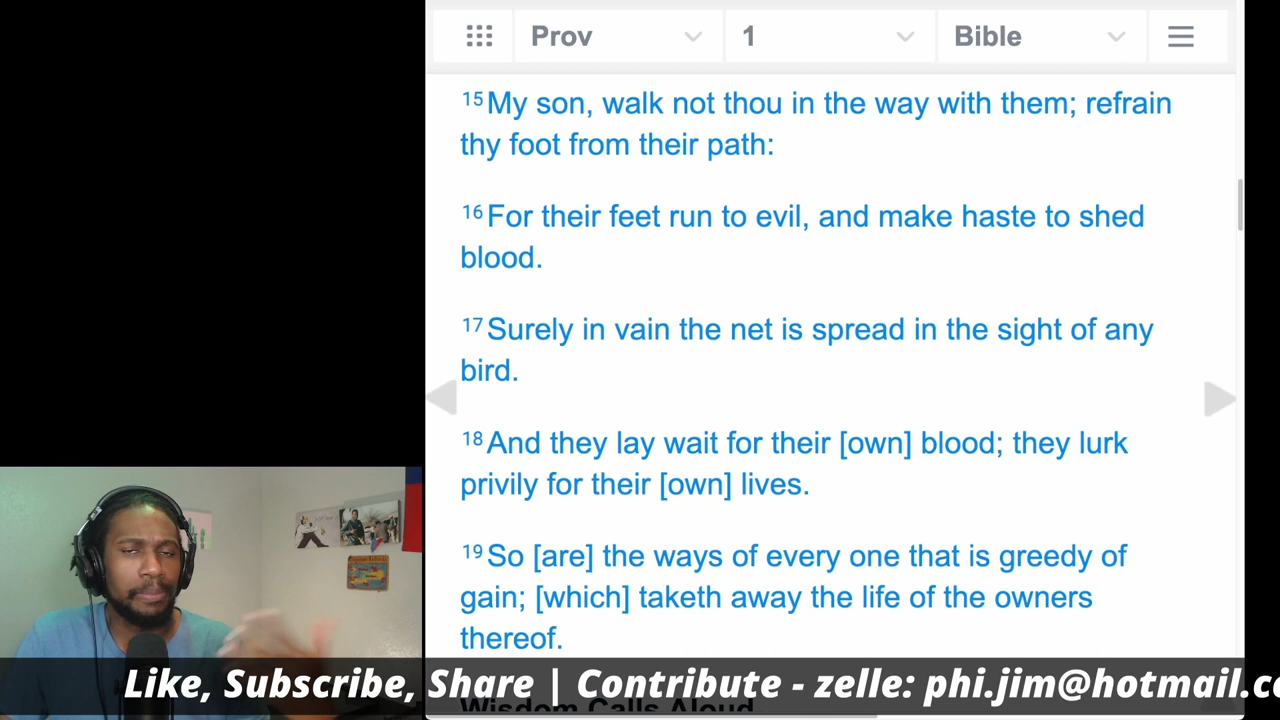 Prov
1
Bible
15 My son, walk not thou in the way with them; refrain
thy foot from their path:
16 For their feet run to evil, and make haste to shed
blood.
17 Surely in vain the net is spread in the sight of any
bird.
18 And they lay wait for their [own] blood; they lurk
privily for their [own] lives.
19 So [are] the ways of every one that is greedy of
gain; [which] taketh away the life of the owners
thereof.
Wisdom Calls Aloud
Like, Subscribe, Share | Contribute - zelle: phi.jim@hotmail.c